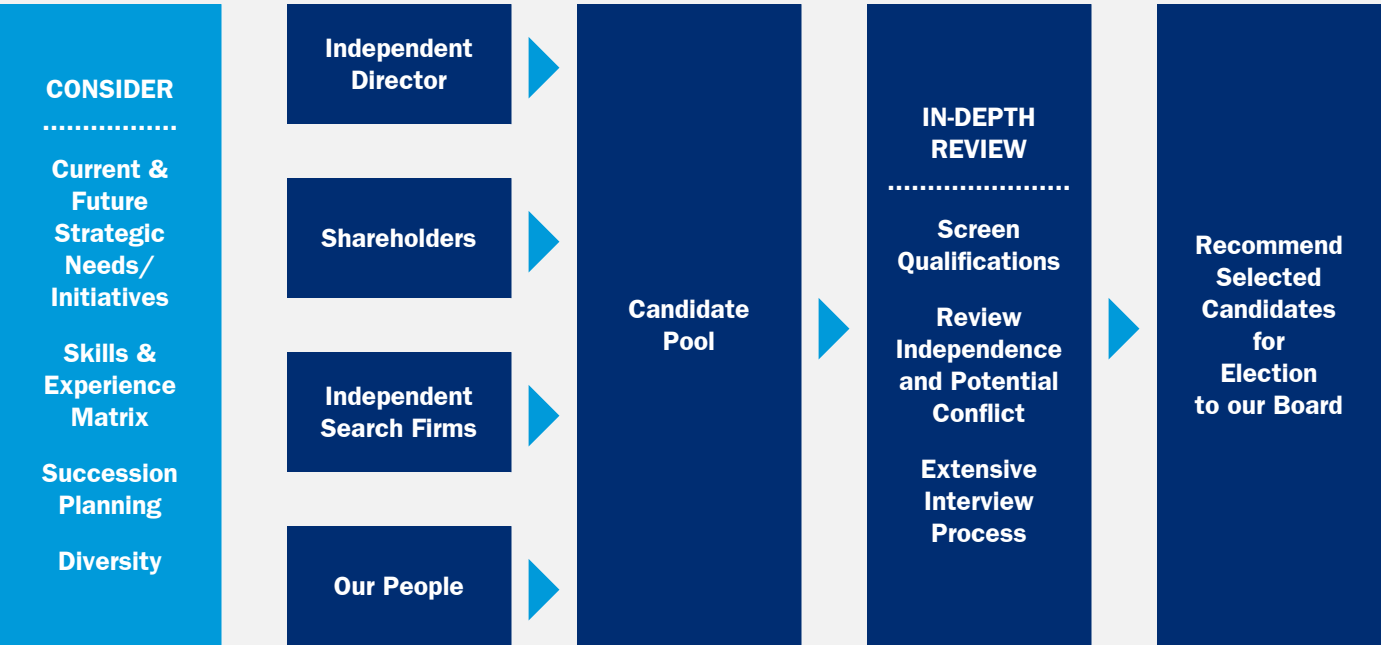 CONSIDER
Current &
Future
Strategic
Needs/
Initiatives
Skills &
Experience
Matrix
Succession
Planning
Diversity
Independent
Director
Shareholders
Independent
Search Firms
Our People
Candidate
Pool
IN-DEPTH
REVIEW
Screen
Qualifications
Review
Independence
and Potential
Conflict
Extensive
Interview
Process
Recommend
Selected
Candidates
for
Election
to our Board